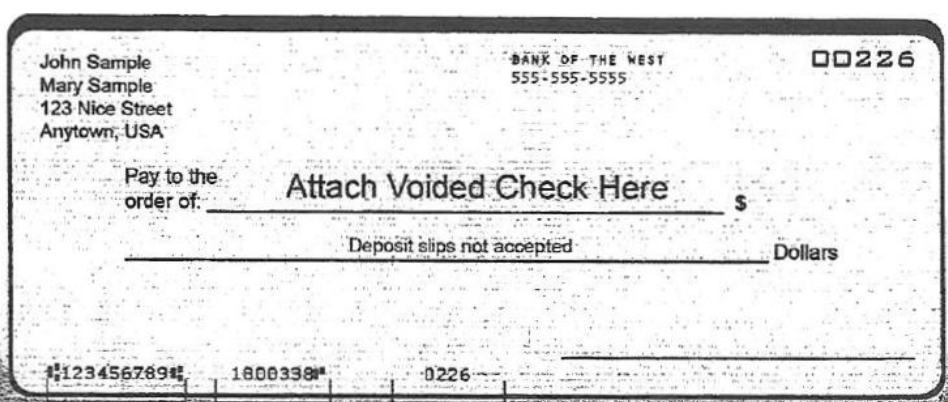 John Sample
Mary Sample
123 Nice Street
Anytown, USA
BANK OF THE WEST
555-555-5555
00226
Pay to the
order of:
Attach Voided Check Here
$
Deposit slips not accepted
Dollars
⑆123456789⑆ 1800338⑈ 0226